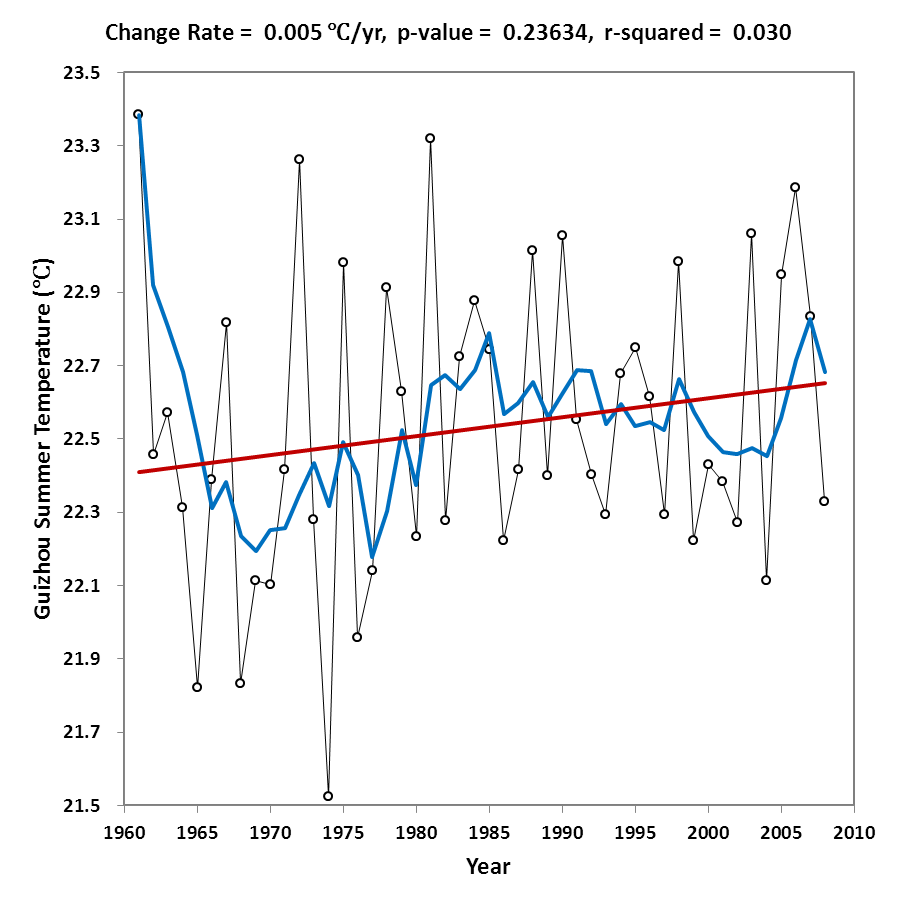 Change Rate = 0.005 ℃/yr, p-value = 0.23634, r-squared = 0.030
23.5
23.3
23.1
22.9
22.7
22.5
22.3
22.1
21.9
21.7
21.5
Guizhou Summer Temperature (℃)
1960 1965 1970 1975 1980 1985 1990 1995 2000 2005 2010
Year